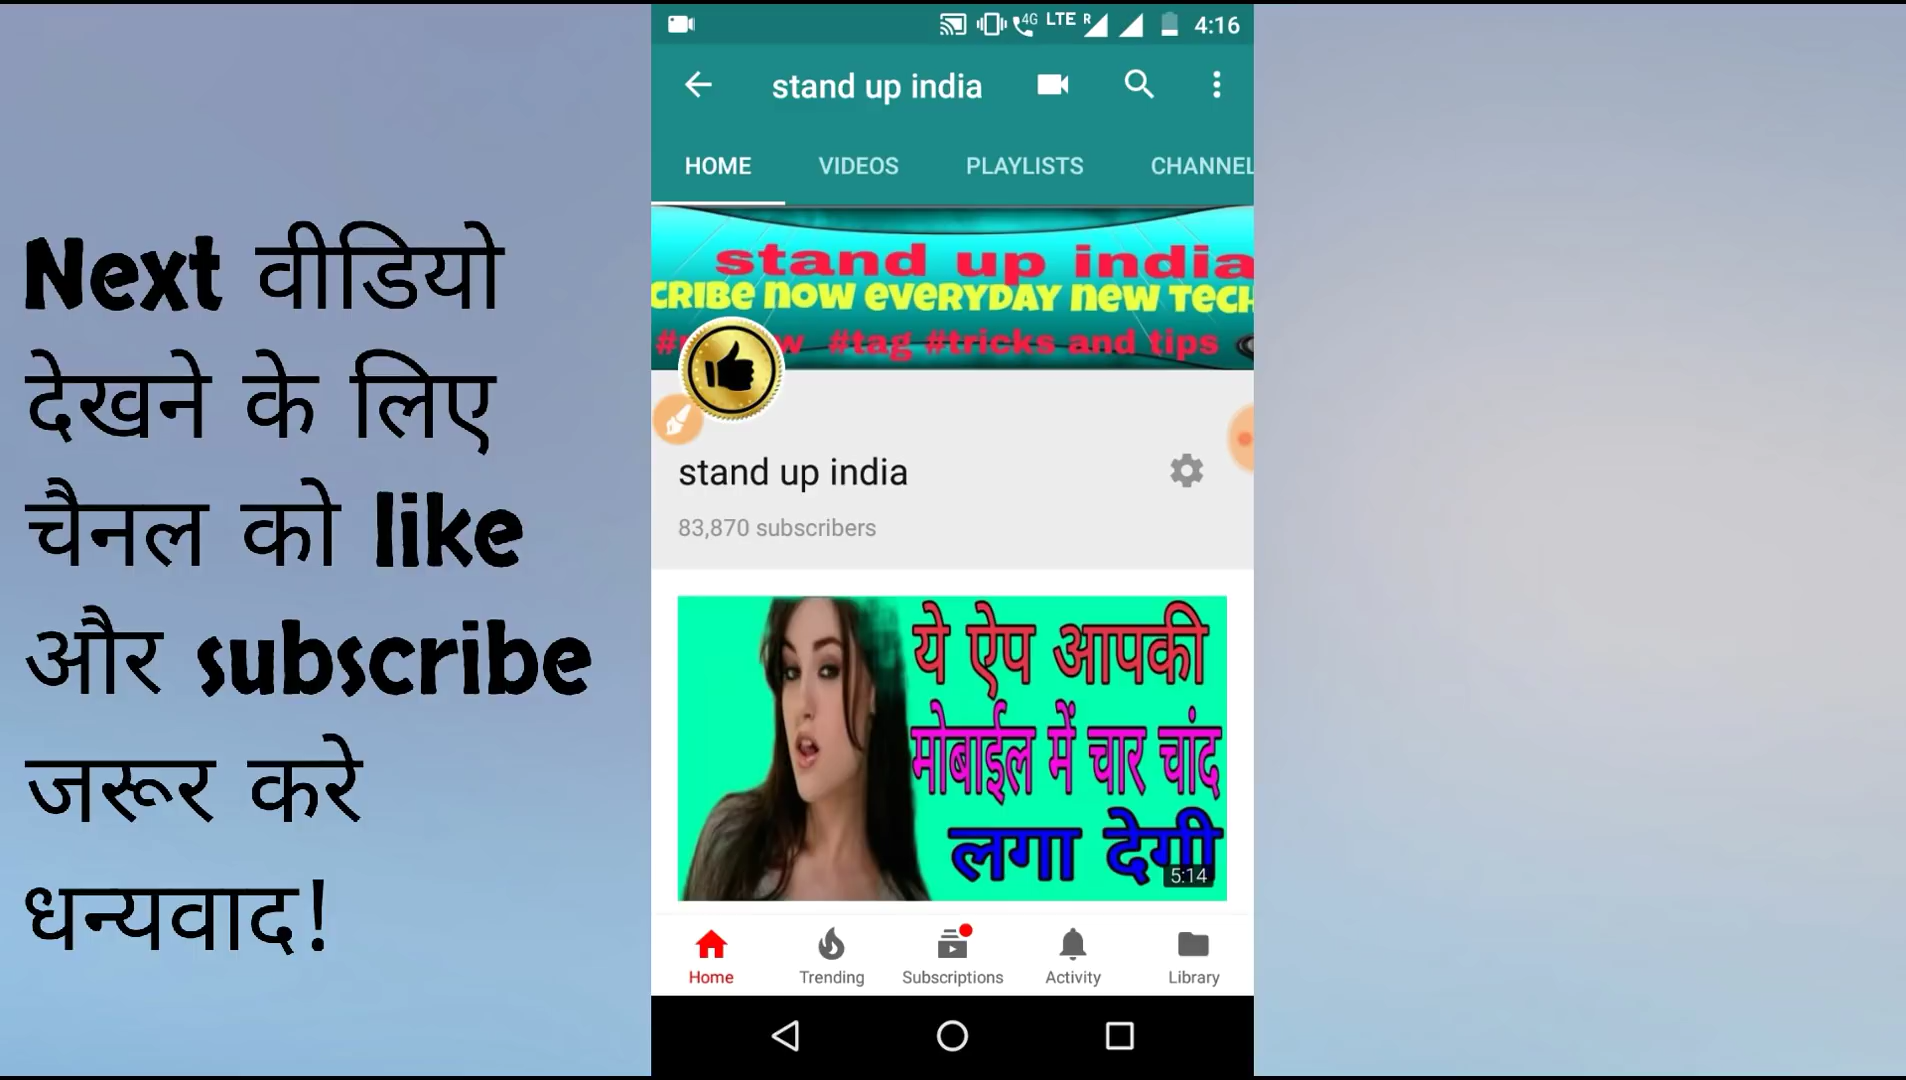 Next वीडियो
देखने के लिए
चैनल को like
और subscribe
जरूर करे
धन्यवाद!
4G LTE R 4:16
stand up india
HOME VIDEOS PLAYLISTS CHANNEL
stand up india
CRIBE NOW EVERYDAY NEW TECH
#tag #tricks and tips
stand up india
83,870 subscribers
ये ऐप आपकी
मोबाईल में चार चांद
लगा देगी
5:14
Home Trending Subscriptions Activity Library